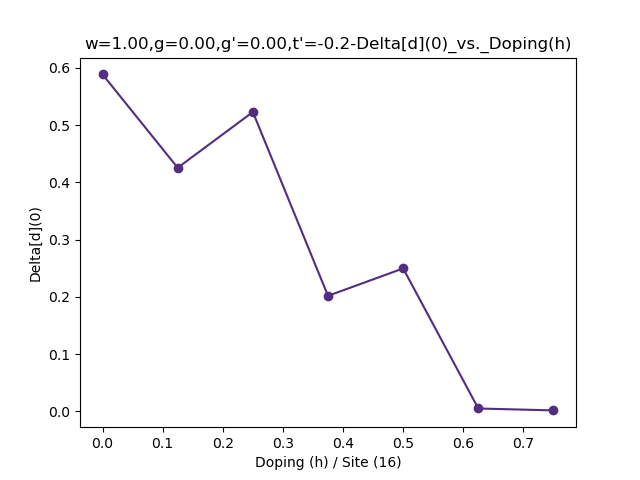 w=1.00,g=0.00,g'=0.00,t'=-0.2-Delta[d](0)_vs._Doping(h)
0.6
0.5
0.4
0.3
0.2
0.1
0.0
Delta[d](0)
0.0 0.1 0.2 0.3 0.4 0.5 0.6 0.7
Doping (h) / Site (16)